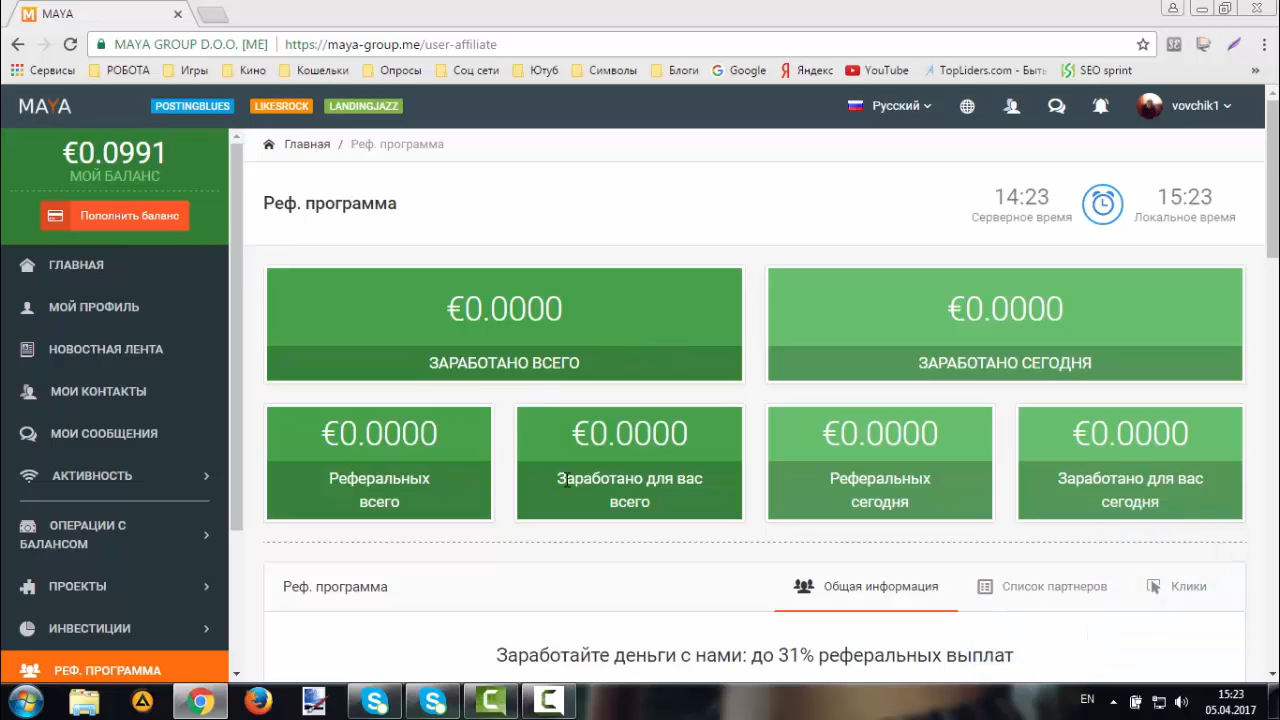 MAYA
MAYA GROUP D.O.O. [ME] https://maya-group.me/user-affiliate
Сервисы РОБОТА Игры Кино Кошельки Опросы Соц сети Ютуб Символы Блоги Google Яндекс YouTube TopLiders.com - Быть SEO sprint »
MAYA POSTINGBLUES LIKESROCK LANDINGJAZZ Русский vovchik1
€0.0991
МОЙ БАЛАНС
Пополнить баланс
ГЛАВНАЯ
МОЙ ПРОФИЛЬ
НОВОСТНАЯ ЛЕНТА
МОИ КОНТАКТЫ
МОИ СООБЩЕНИЯ
АКТИВНОСТЬ
ОПЕРАЦИИ С
БАЛАНСОМ
ПРОЕКТЫ
ИНВЕСТИЦИИ
РЕФ. ПРОГРАММА
Главная / Реф. программа
Реф. программа
14:23
Серверное время
15:23
Локальное время
€0.0000
ЗАРАБОТАНО ВСЕГО
€0.0000
ЗАРАБОТАНО СЕГОДНЯ
€0.0000
Реферальных
всего
€0.0000
Заработано для вас
всего
€0.0000
Реферальных
сегодня
€0.0000
Заработано для вас
сегодня
Реф. программа Общая информация Список партнеров Клики
Заработайте деньги с нами: до 31% реферальных выплат
EN
15:23
05.04.2017